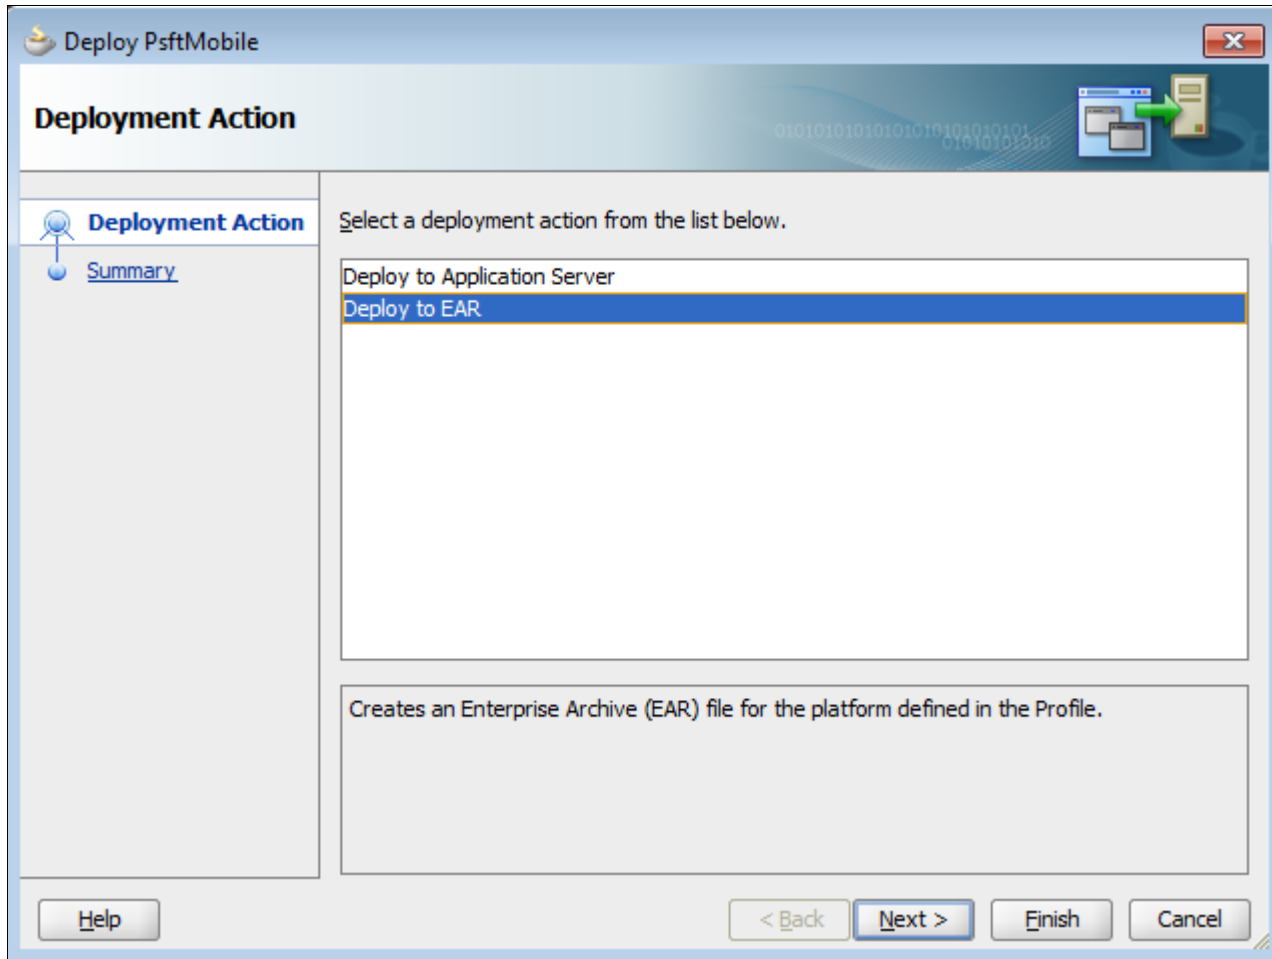 Deploy PsftMobile
Deployment Action
0101010101010101010101010101
01010101010
Deployment Action
Summary
Select a deployment action from the list below.
Deploy to Application Server
Deploy to EAR
Creates an Enterprise Archive (EAR) file for the platform defined in the Profile.
Help
< Back
Next >
Finish
Cancel